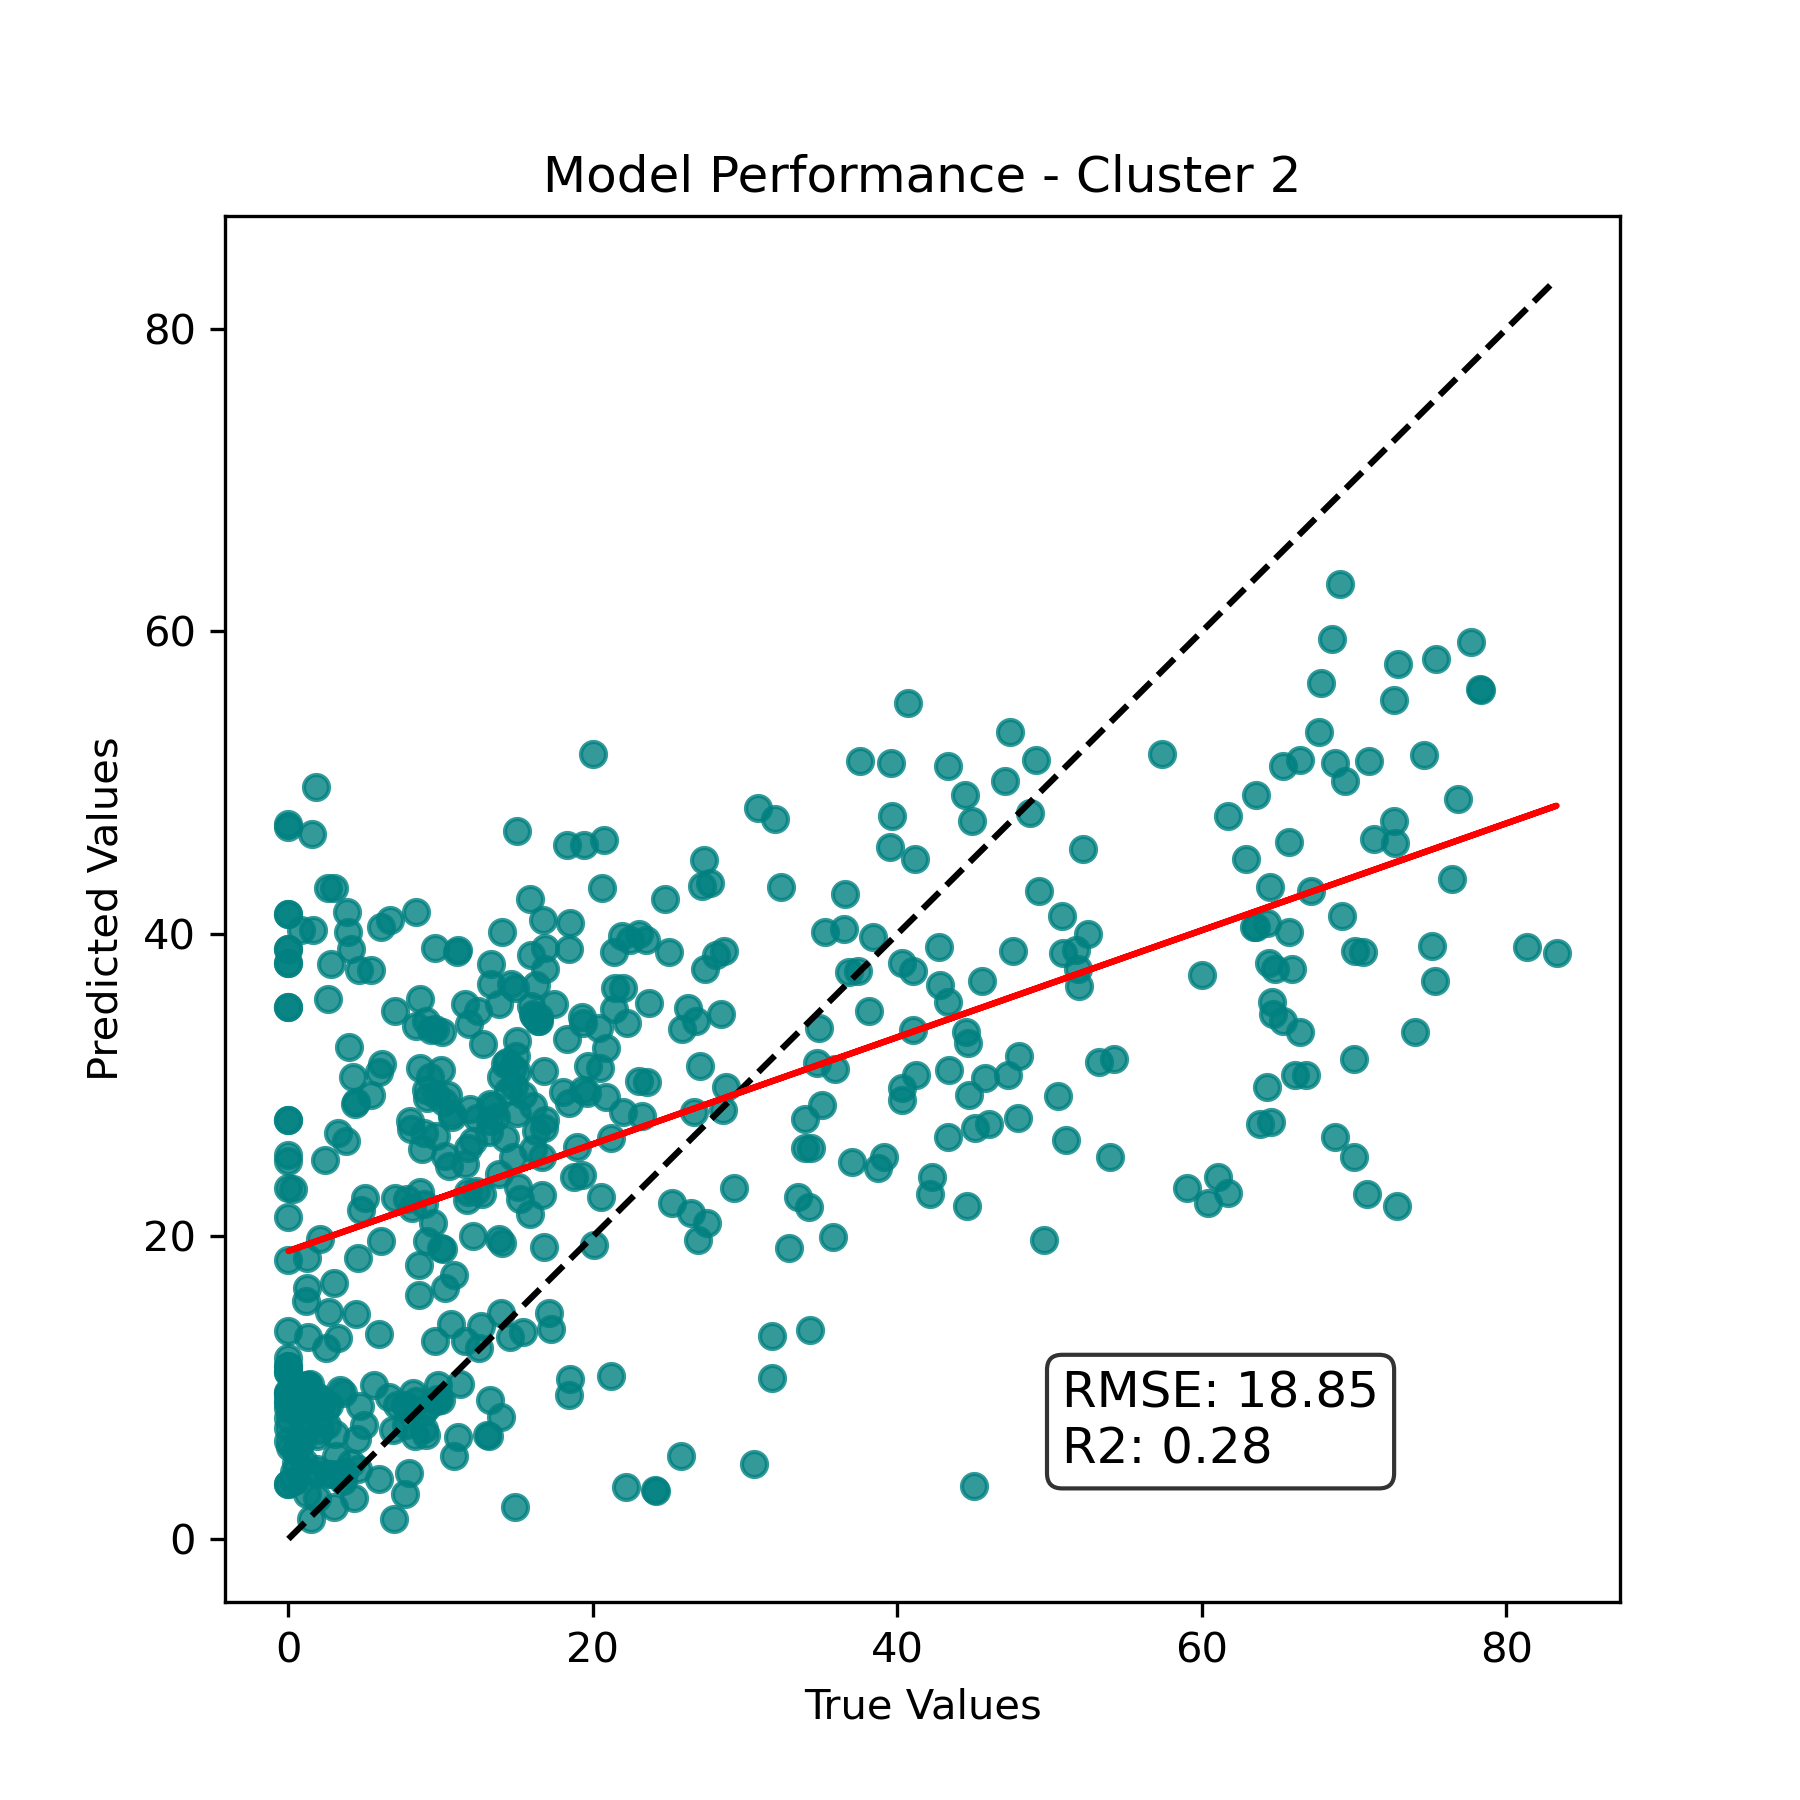 Model Performance - Cluster 2
80
60
40
20
0
Predicted Values
RMSE: 18.85
R2: 0.28
0 20 40 60 80
True Values